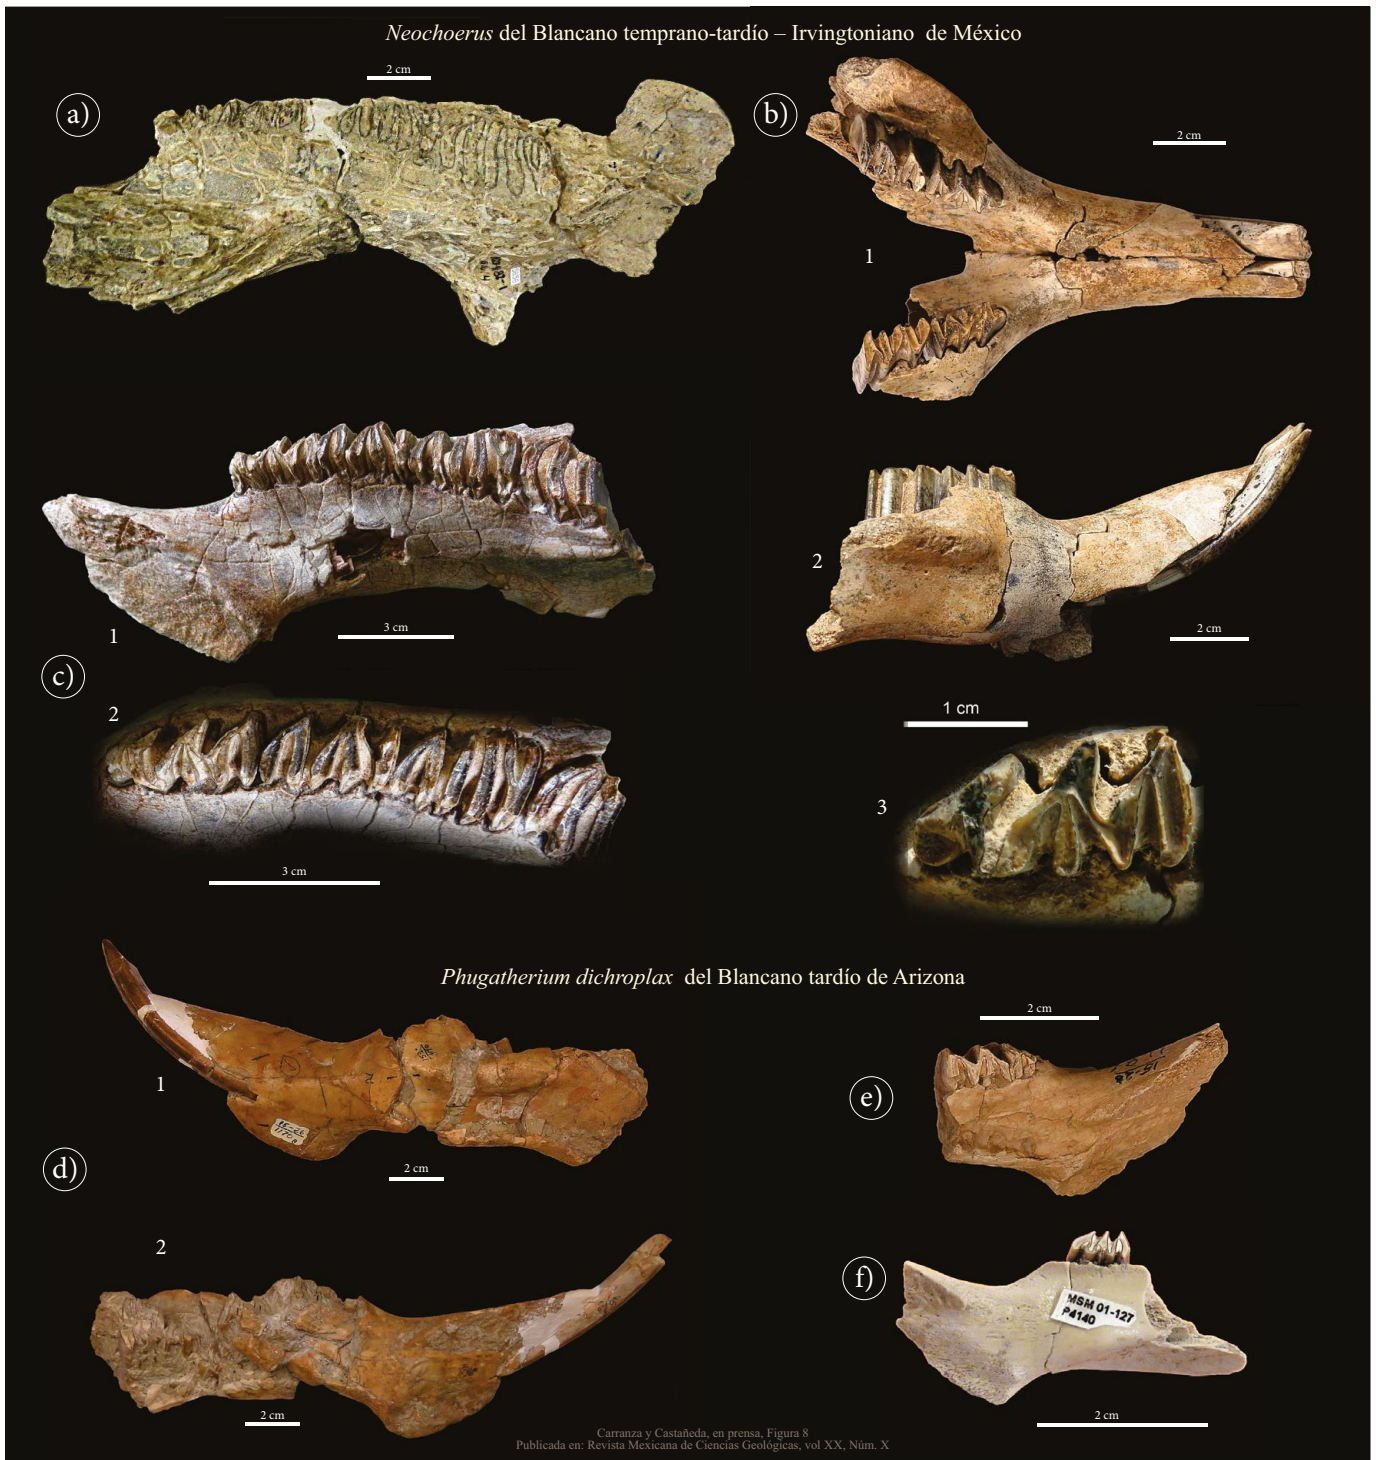 Neochoerus del Blancano temprano-tardío – Irvingtoniano de México
2 cm
a)
b)
2 cm
1
2
2 cm
1
3 cm
c)
2
3 cm
1 cm
3
Phugatherium dichroplax del Blancano tardío de Arizona
1
2 cm
d)
2 cm
e)
15-26
2
2 cm
f)
MSM 01-127
P4140
2 cm
Carranza y Castañeda, en prensa, Figura 8
Publicada en: Revista Mexicana de Ciencias Geológicas, vol XX, Núm. X